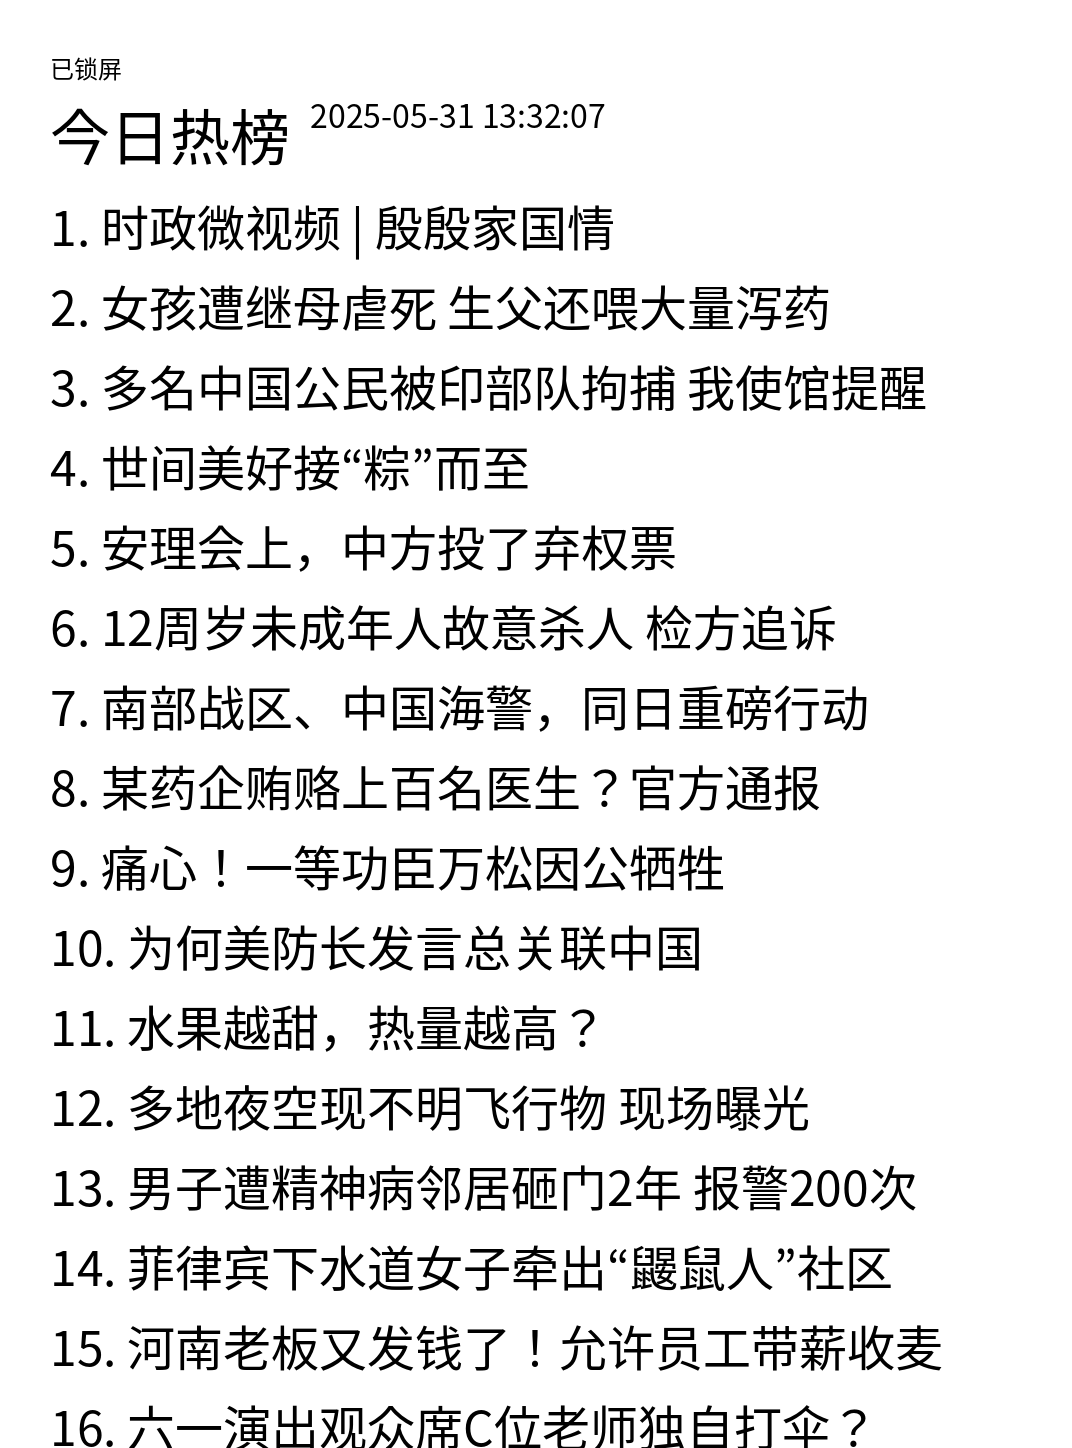 已锁屏
今日热榜 2025-05-31 13:32:07
1. 时政微视频 | 殷殷家国情
2. 女孩遭继母虐死 生父还喂大量泻药
3. 多名中国公民被印部队拘捕 我使馆提醒
4. 世间美好接“粽”而至
5. 安理会上，中方投了弃权票
6. 12周岁未成年人故意杀人 检方追诉
7. 南部战区、中国海警，同日重磅行动
8. 某药企贿赂上百名医生？官方通报
9. 痛心！一等功臣万松因公牺牲
10. 为何美防长发言总关联中国
11. 水果越甜，热量越高？
12. 多地夜空现不明飞行物 现场曝光
13. 男子遭精神病邻居砸门2年 报警200次
14. 菲律宾下水道女子牵出“鼹鼠人”社区
15. 河南老板又发钱了！允许员工带薪收麦
16. 六一演出观众席C位老师独自打伞？